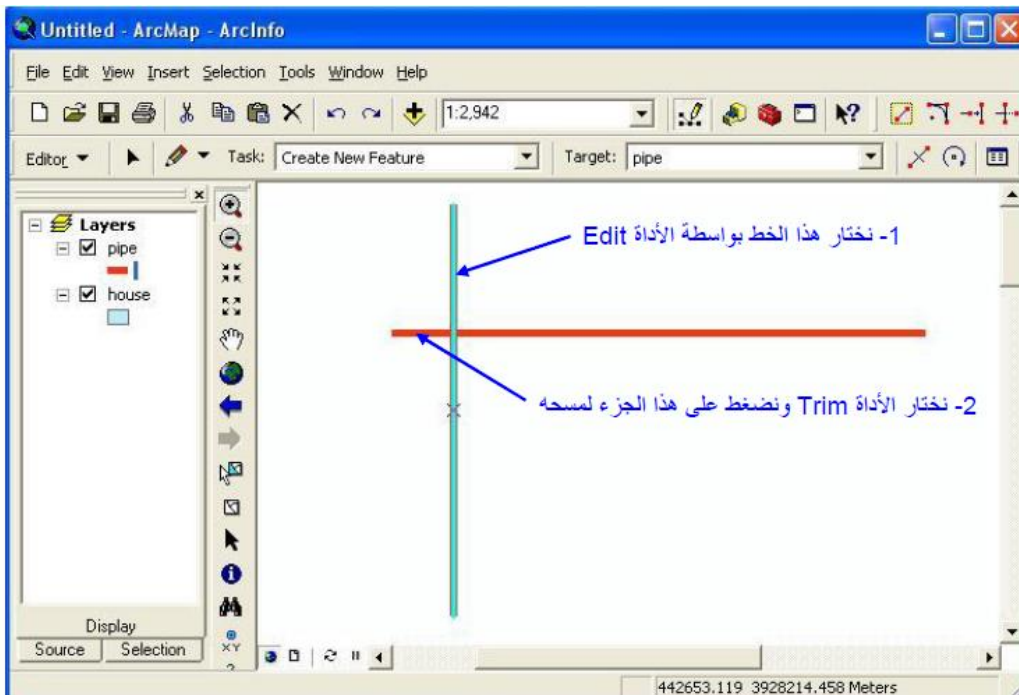 Untitled - ArcMap - ArcInfo
File Edit View Insert Selection Tools Window Help
1:2,942
Editor Task: Create New Feature Target: pipe
Layers
pipe
house
1- نختار هذا الخط بواسطة الأداة Edit
2- نختار الأداة Trim ونضغط على هذا الجزء لمسحه
XY
Display
Source Selection
442653.119 3928214.458 Meters